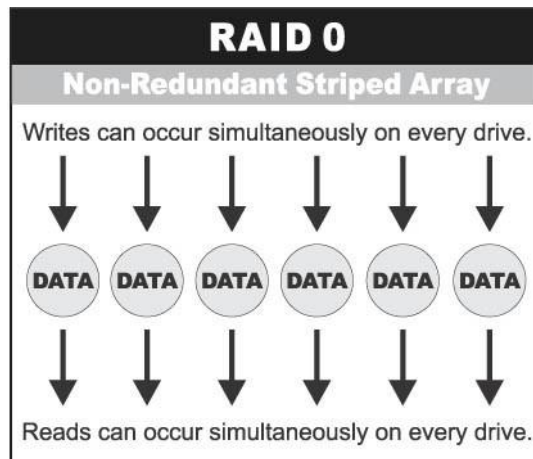 RAID 0
Non-Redundant Striped Array
Writes can occur simultaneously on every drive.
DATA DATA DATA DATA DATA DATA
Reads can occur simultaneously on every drive.